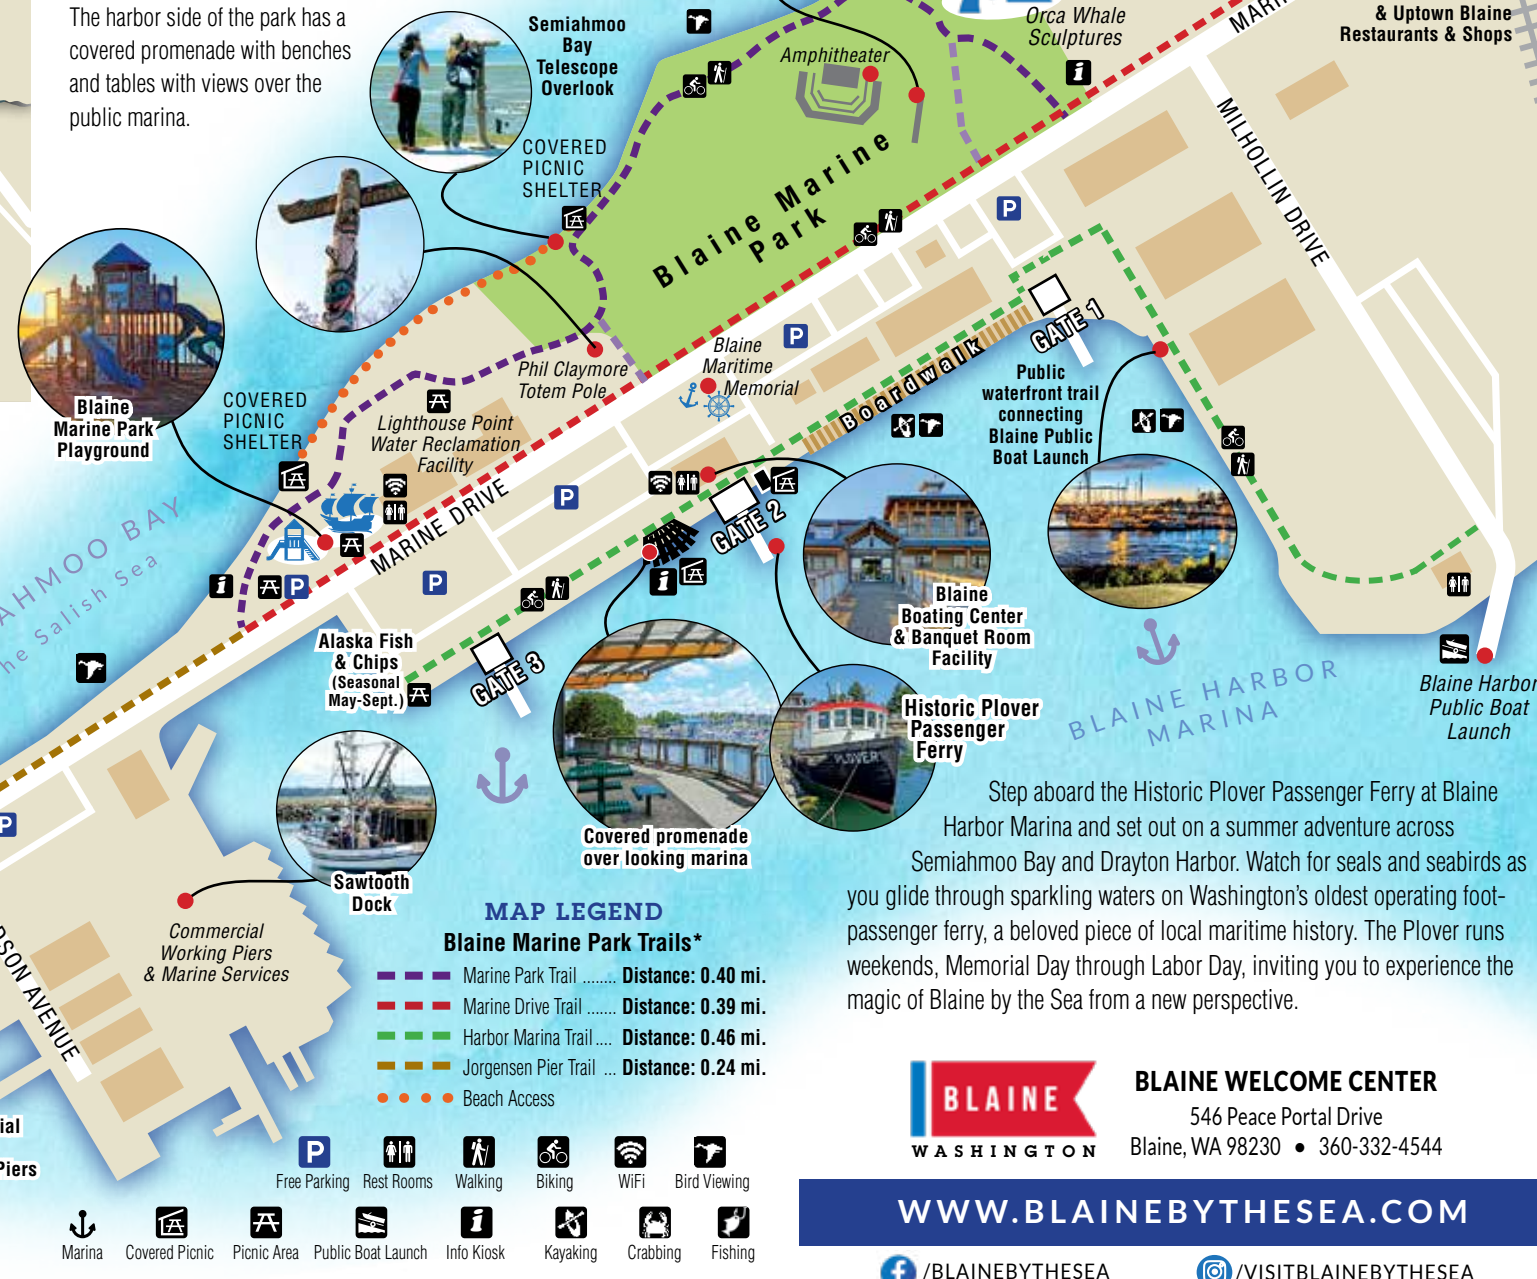 The harbor side of the park has a
covered promenade with benches
and tables with views over the
public marina.
Semiahmoo
Bay
Telescope
Overlook
COVERED
PICNIC
SHELTER
Amphitheater
Orca Whale
Sculptures
& Uptown Blaine
Restaurants & Shops
MILHOLLIN DRIVE
Blaine Marine
Park
P
GATE 1
Boardwalk
P
Blaine
Maritime
Memorial
Phil Claymore
Totem Pole
Public
waterfront trail
connecting
Blaine Public
Boat Launch
Blaine
Marine Park
Playground
COVERED
PICNIC
SHELTER
Lighthouse Point
Water Reclamation
Facility
MARINE DRIVE
P
P
P
i
i
i
GATE 2
Alaska Fish
& Chips
(Seasonal
May-Sept.)
GATE 3
Blaine
Boating Center
& Banquet Room
Facility
Historic Plover
Passenger
Ferry
PLOVER
BLAINE HARBOR
MARINA
Blaine Harbor
Public Boat
Launch
Salish Sea
BAY
P
Sawtooth
Dock
Covered promenade
over looking marina
Commercial
Working Piers
& Marine Services
AVENUE
Piers
Step aboard the Historic Plover Passenger Ferry at Blaine
Harbor Marina and set out on a summer adventure across
Semiahmoo Bay and Drayton Harbor. Watch for seals and seabirds as
you glide through sparkling waters on Washington's oldest operating foot-
passenger ferry, a beloved piece of local maritime history. The Plover runs
weekends, Memorial Day through Labor Day, inviting you to experience the
magic of Blaine by the Sea from a new perspective.
MAP LEGEND
Blaine Marine Park Trails*
Marine Park Trail ........ Distance: 0.40 mi.
Marine Drive Trail ....... Distance: 0.39 mi.
Harbor Marina Trail .... Distance: 0.46 mi.
Jorgensen Pier Trail ... Distance: 0.24 mi.
Beach Access
P i
Free Parking Rest Rooms Walking Biking WiFi Bird Viewing
Marina Covered Picnic Picnic Area Public Boat Launch Info Kiosk Kayaking Crabbing Fishing
BLAINE
WASHINGTON
BLAINE WELCOME CENTER
546 Peace Portal Drive
Blaine, WA 98230 • 360-332-4544
WWW.BLAINEBYTHESEA.COM
/BLAINEBYTHESEA
/VISITBLAINEBYTHESEA